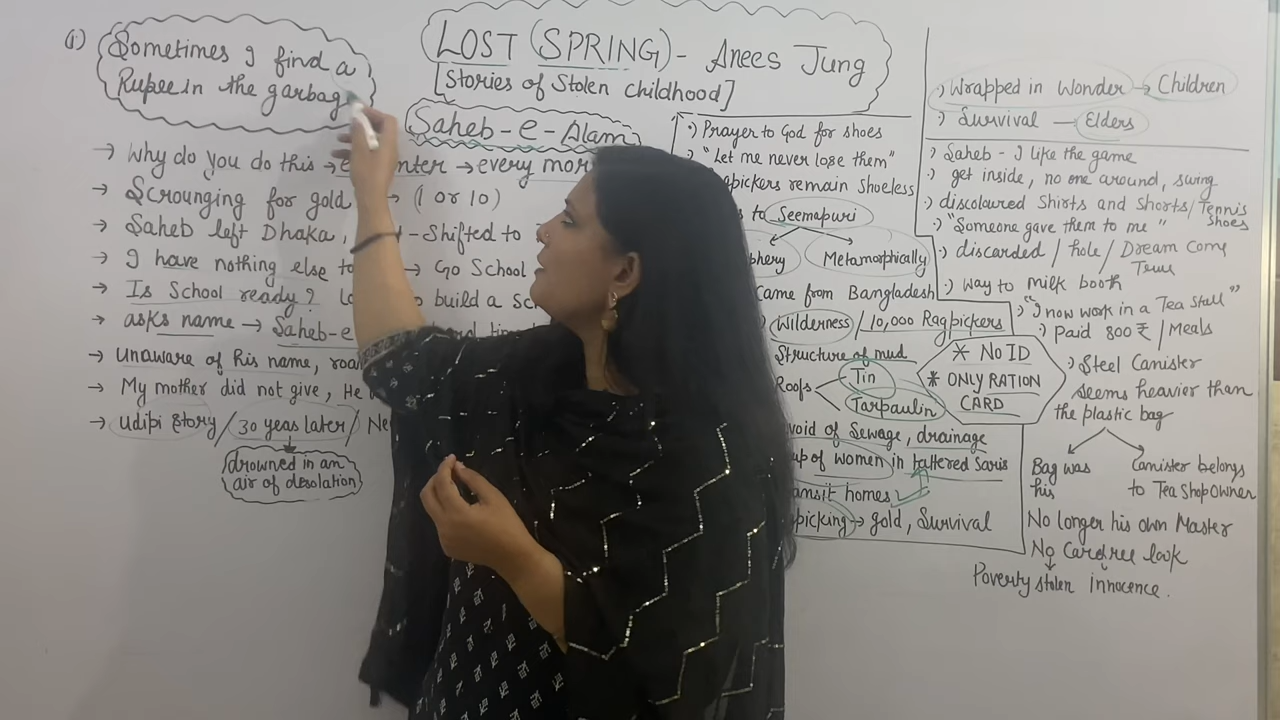 (i) Sometimes I find a
Rupee in the garbage
LOST (SPRING) - Anees Jung
[Stories of Stolen Childhood]
Saheb-e-Alam
→ Why do you do this → → every
→ Scrounging for gold → (1 or 10)
→ Saheb left Dhaka, - Shifted to
→ I have nothing else to → Go School
→ Is School ready? to build a
→ asks name → Saheb-e
→ Unaware of his name,
→ My mother did not give, He
→ Udipi Story / 30 years later /
drowned in an
air of desolation
·) Prayer to God for shoes
·) "Let me never lose them"
remain Shoeless
to Seemapuri
Metamorphically
Came from Bangladesh
·) Wilderness / 10,000 Ragpickers
Structure of mud
Roofs
Tin
Tarpaulin
* NO ID
* ONLY RATION
CARD
of Sewage, drainage
of women in tattered Saris
homes
→ gold, Survival
·) Wrapped in Wonder → Children
·) Survival — Elders
·) Saheb - I like the game
·) get inside, no one around, swing
·) discoloured Shirts and Shorts / Tennis
Shoes
·) "Someone gave them to me"
·) discarded / hole / Dream Come
True
·) way to milk booth
·) "I now work in a Tea Stall"
·) Paid 800 ₹ / Meals
·) Steel Canister
seems heavier than
the plastic bag
Bag was
his
Canister belongs
to Tea Shop Owner
No longer his own Master
No Carefree look
Poverty stolen innocence.